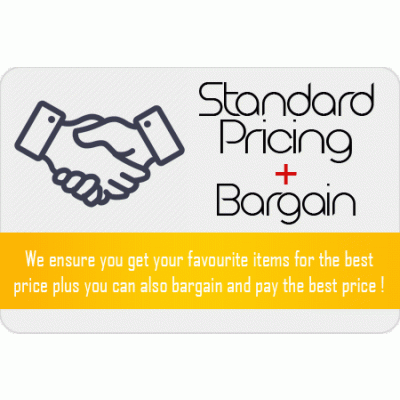 Standard
Pricing
+
Bargain
We ensure you get your favourite items for the best
price plus you can also bargain and pay the best price !